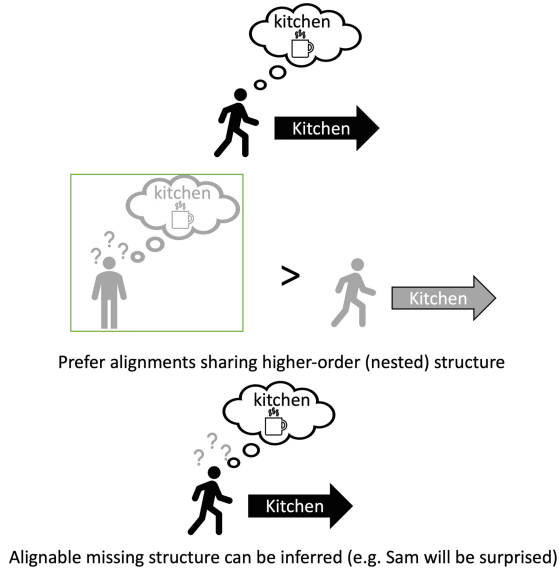 kitchen
Kitchen
kitchen
? ? ?
>
Kitchen
Prefer alignments sharing higher-order (nested) structure
kitchen
? ? ?
Kitchen
Alignable missing structure can be inferred (e.g. Sam will be surprised)